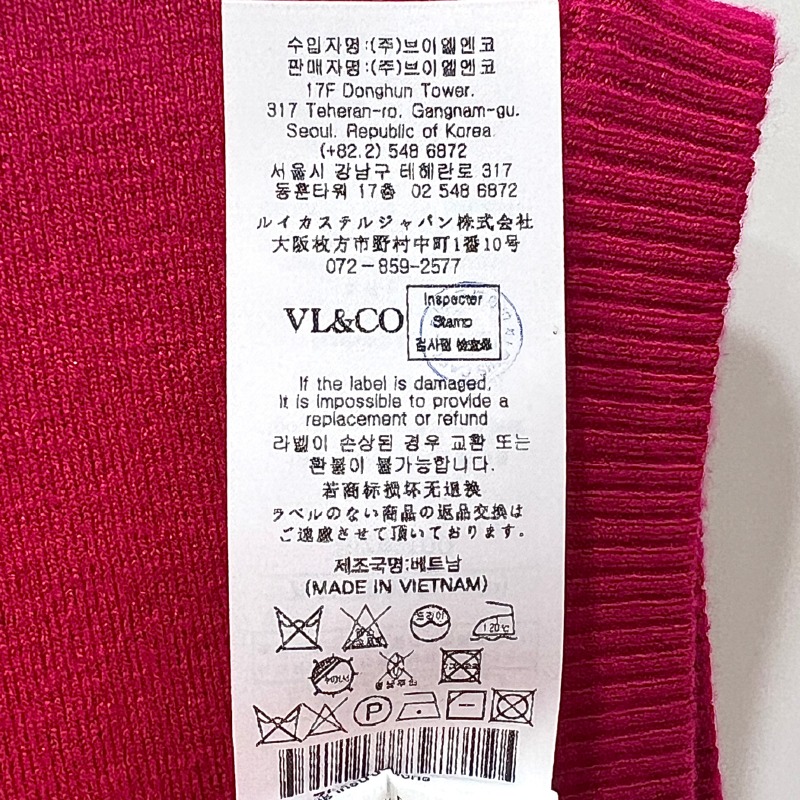 수입자명:(주)브이엘엔코
판매자명:(주)브이엘엔코
17F Donghun Tower.
317 Teheran-ro, Gangnam-gu.
Seoul. Republic of Korea
(+82.2) 548 6872
서울시 강남구 테헤란로 317
동훈타워 17층 02 548 6872
ルイカステルジャパン株式会社
大阪枚方市野村中町1番10号
072-859-2577
VL&CO
Inspecter
Stamp
If the label is damaged,
It is impossible to provide a
replacement or refund
라벨이 손상된 경우 교환 또는
환불이 불가능합니다.
若商标损坏无退换
ラベルのない商品の返品交換は
ご遠慮させて頂いております。
제조국명:베트남
(MADE IN VIETNAM)
드라이
120℃
P